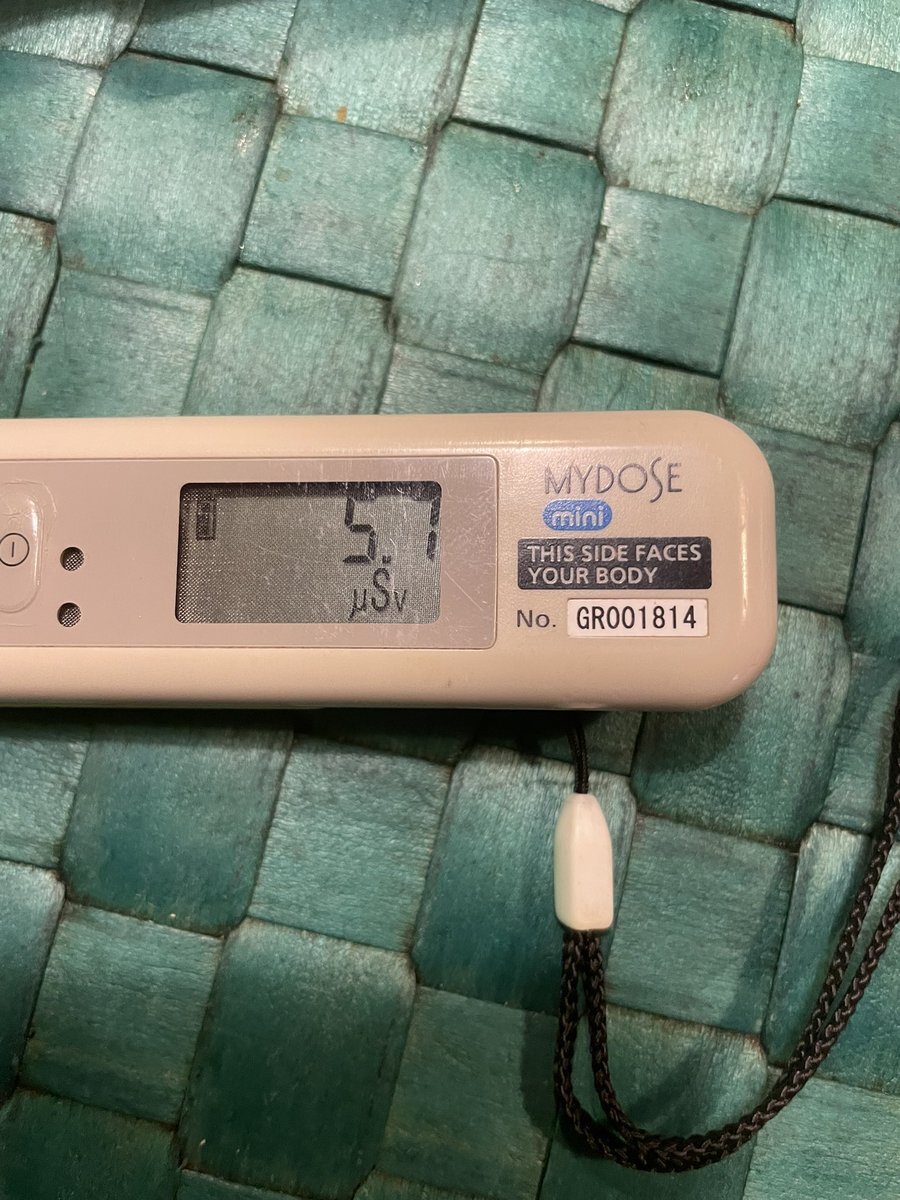 5.7
μSv
MYDOSE
mini
THIS SIDE FACES
YOUR BODY
No. GR001814